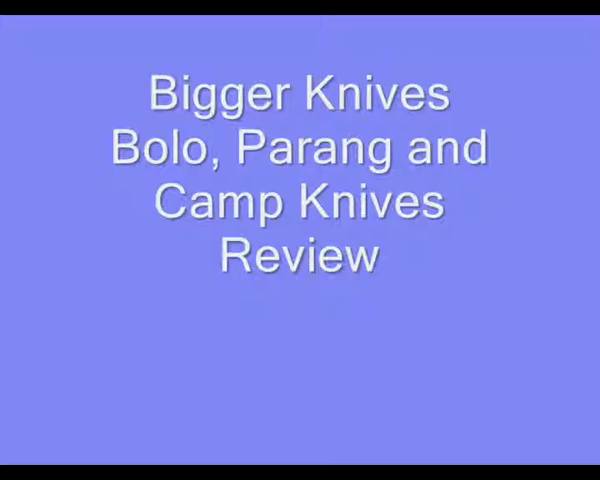 Bigger Knives
Bolo, Parang and
Camp Knives
Review